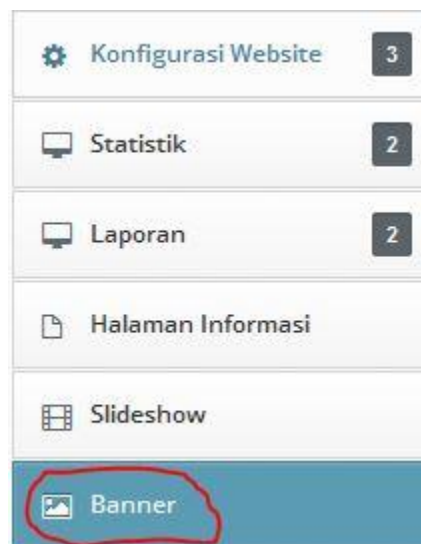 Konfigurasi Website 3
Statistik 2
Laporan 2
Halaman Informasi
Slideshow
Banner